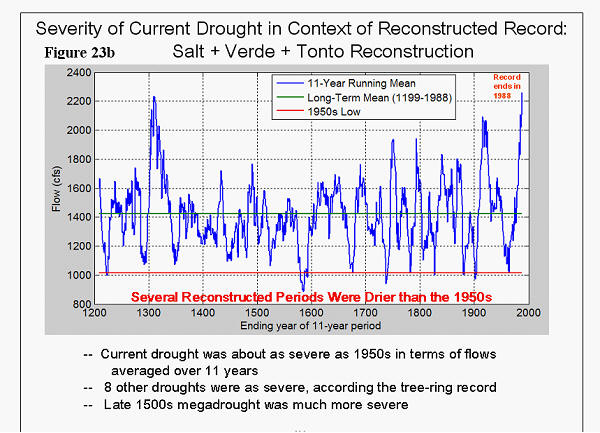 Severity of Current Drought in Context of Reconstructed Record:
Figure 23b
Salt + Verde + Tonto Reconstruction
2400
2200
2000
1800
1600
1400
1200
1000
800
Flow (cfs)
11-Year Running Mean
Long-Term Mean (1199-1988)
1950s Low
Record
ends in
1988
Several Reconstructed Periods Were Drier than the 1950s
1200 1300 1400 1500 1600 1700 1800 1900 2000
Ending year of 11-year period
-- Current drought was about as severe as 1950s in terms of flows
averaged over 11 years
-- 8 other droughts were as severe, according the tree-ring record
-- Late 1500s megadrought was much more severe